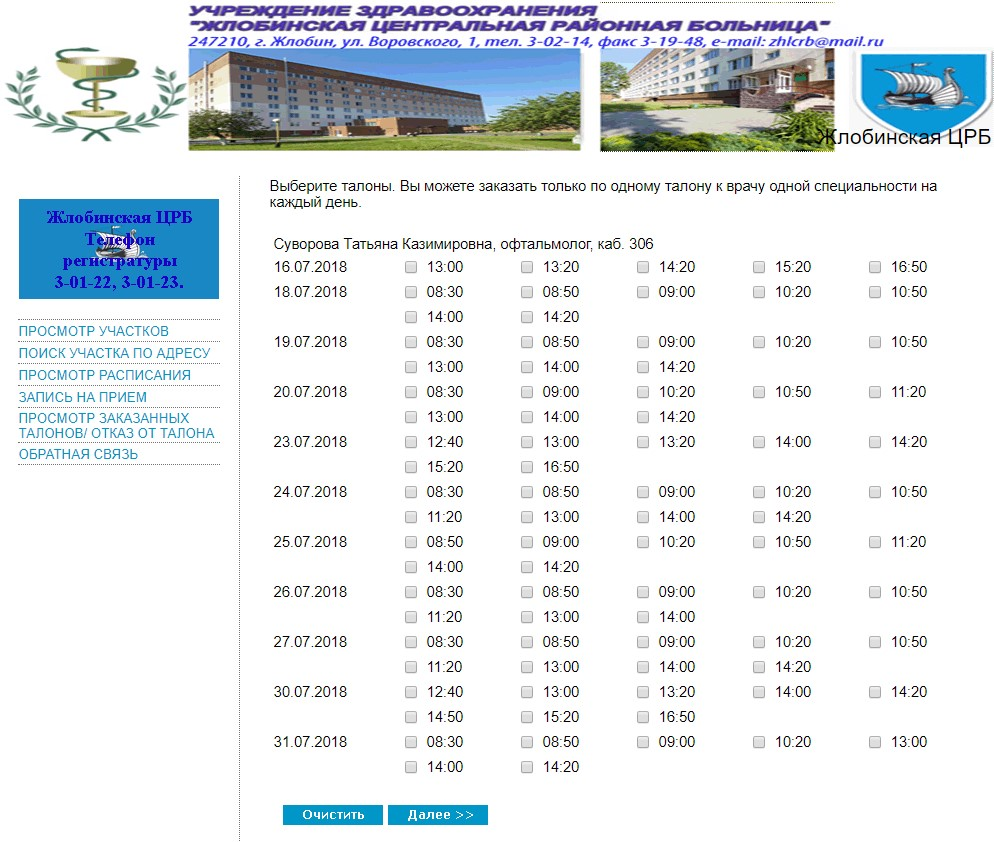 УЧРЕЖДЕНИЕ ЗДРАВООХРАНЕНИЯ
"ЖЛОБИНСКАЯ ЦЕНТРАЛЬНАЯ РАЙОННАЯ БОЛЬНИЦА"
247210, г. Жлобин, ул. Воровского, 1, тел. 3-02-14, факс 3-19-48, e-mail: zhlcrb@mail.ru
Жлобинская ЦРБ
Жлобинская ЦРБ
Телефон
регистратуры
3-01-22, 3-01-23.
ПРОСМОТР УЧАСТКОВ
ПОИСК УЧАСТКА ПО АДРЕСУ
ПРОСМОТР РАСПИСАНИЯ
ЗАПИСЬ НА ПРИЕМ
ПРОСМОТР ЗАКАЗАННЫХ
ТАЛОНОВ/ ОТКАЗ ОТ ТАЛОНА
ОБРАТНАЯ СВЯЗЬ
Выберите талоны. Вы можете заказать только по одному талону к врачу одной специальности на
каждый день.
Суворова Татьяна Казимировна, офтальмолог, каб. 306
16.07.2018 13:00 13:20 14:20 15:20 16:50
18.07.2018 08:30 08:50 09:00 10:20 10:50
14:00 14:20
19.07.2018 08:30 08:50 09:00 10:20 10:50
13:00 14:00 14:20
20.07.2018 08:30 09:00 10:20 10:50 11:20
13:00 14:00 14:20
23.07.2018 12:40 13:00 13:20 14:00 14:20
15:20 16:50
24.07.2018 08:30 08:50 09:00 10:20 10:50
11:20 13:00 14:00 14:20
25.07.2018 08:50 09:00 10:20 10:50 11:20
14:00 14:20
26.07.2018 08:30 08:50 09:00 10:20 10:50
11:20 13:00 14:00
27.07.2018 08:30 08:50 09:00 10:20 10:50
11:20 13:00 14:00 14:20
30.07.2018 12:40 13:00 13:20 14:00 14:20
14:50 15:20 16:50
31.07.2018 08:30 08:50 09:00 10:20 13:00
14:00 14:20
Очистить Далее >>